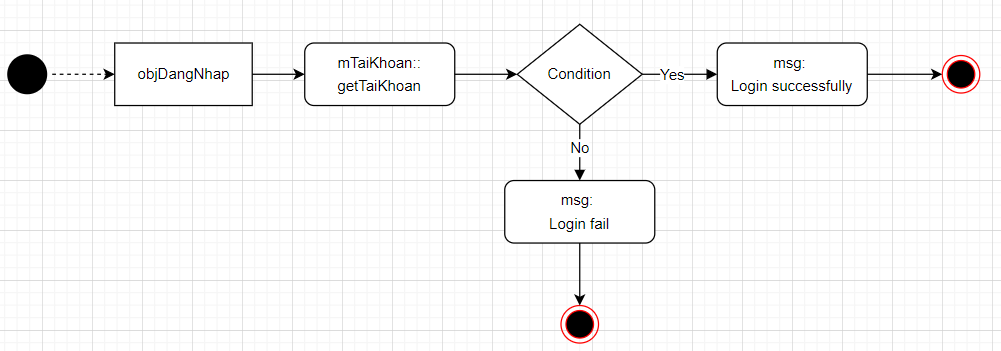 objDangNhap
mTaiKhoan::
getTaiKhoan
Condition
Yes
msg:
Login successfully
No
msg:
Login fail